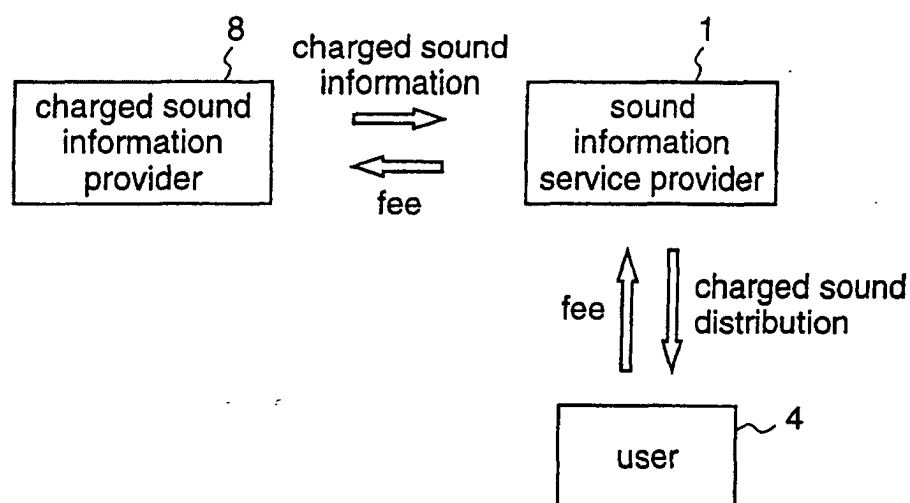 8
charged sound
information
provider
charged sound
information
fee
1
sound
information
service provider
fee
charged sound
distribution
user
4